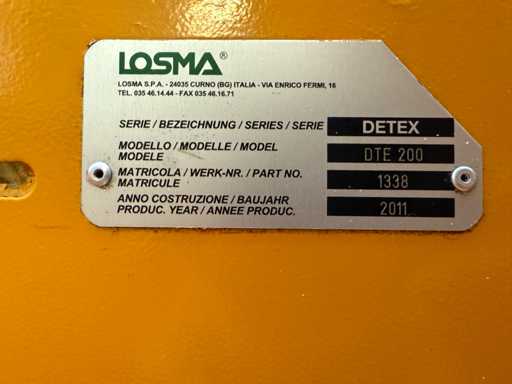 LOSMA®
LOSMA S.P.A. - 24035 CURNO (BG) ITALIA - VIA ENRICO FERMI, 16
TEL. 035 46.14.44 - FAX 035 46.16.71
SERIE / BEZEICHNUNG / SERIES / SERIE DETEX
MODELLO / MODELLE / MODEL
MODELE DTE 200
MATRICOLA / WERK-NR. / PART NO.
MATRICULE 1338
ANNO COSTRUZIONE / BAUJAHR
PRODUC. YEAR / ANNEE PRODUC. 2011